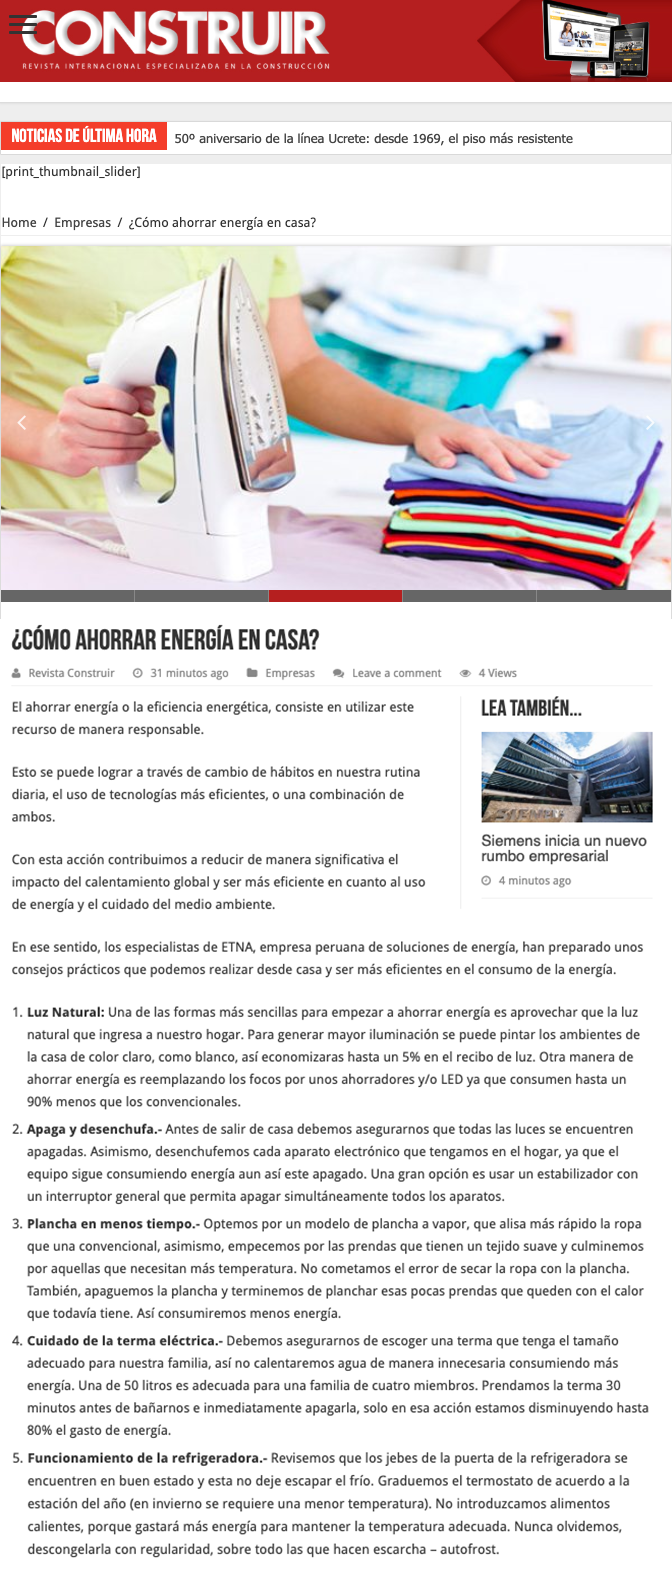 CONSTRUIR
REVISTA INTERNACIONAL ESPECIALIZADA EN LA CONSTRUCCIÓN
NOTICIAS DE ÚLTIMA HORA
50º aniversario de la línea Ucrete: desde 1969, el piso más resistente
[print_thumbnail_slider]
Home / Empresas / ¿Cómo ahorrar energía en casa?
¿CÓMO AHORRAR ENERGÍA EN CASA?
Revista Construir 31 minutos ago Empresas Leave a comment 4 Views
El ahorrar energía o la eficiencia energética, consiste en utilizar este
recurso de manera responsable.
Esto se puede lograr a través de cambio de hábitos en nuestra rutina
diaria, el uso de tecnologías más eficientes, o una combinación de
ambos.
Con esta acción contribuimos a reducir de manera significativa el
impacto del calentamiento global y ser más eficiente en cuanto al uso
de energía y el cuidado del medio ambiente.
LEA TAMBIÉN...
Siemens inicia un nuevo
rumbo empresarial
4 minutos ago
En ese sentido, los especialistas de ETNA, empresa peruana de soluciones de energía, han preparado unos
consejos prácticos que podemos realizar desde casa y ser más eficientes en el consumo de la energía.
1. Luz Natural: Una de las formas más sencillas para empezar a ahorrar energía es aprovechar que la luz
natural que ingresa a nuestro hogar. Para generar mayor iluminación se puede pintar los ambientes de
la casa de color claro, como blanco, así economizaras hasta un 5% en el recibo de luz. Otra manera de
ahorrar energía es reemplazando los focos por unos ahorradores y/o LED ya que consumen hasta un
90% menos que los convencionales.
2. Apaga y desenchufa.- Antes de salir de casa debemos asegurarnos que todas las luces se encuentren
apagadas. Asimismo, desenchufemos cada aparato electrónico que tengamos en el hogar, ya que el
equipo sigue consumiendo energía aun así este apagado. Una gran opción es usar un estabilizador con
un interruptor general que permita apagar simultáneamente todos los aparatos.
3. Plancha en menos tiempo.- Optemos por un modelo de plancha a vapor, que alisa más rápido la ropa
que una convencional, asimismo, empecemos por las prendas que tienen un tejido suave y culminemos
por aquellas que necesitan más temperatura. No cometamos el error de secar la ropa con la plancha.
También, apaguemos la plancha y terminemos de planchar esas pocas prendas que queden con el calor
que todavía tiene. Así consumiremos menos energía.
4. Cuidado de la terma eléctrica.- Debemos asegurarnos de escoger una terma que tenga el tamaño
adecuado para nuestra familia, así no calentaremos agua de manera innecesaria consumiendo más
energía. Una de 50 litros es adecuada para una familia de cuatro miembros. Prendamos la terma 30
minutos antes de bañarnos e inmediatamente apagarla, solo en esa acción estamos disminuyendo hasta
80% el gasto de energía.
5. Funcionamiento de la refrigeradora.- Revisemos que los jebes de la puerta de la refrigeradora se
encuentren en buen estado y esta no deje escapar el frío. Graduemos el termostato de acuerdo a la
estación del año (en invierno se requiere una menor temperatura). No introduzcamos alimentos
calientes, porque gastará más energía para mantener la temperatura adecuada. Nunca olvidemos,
descongelarla con regularidad, sobre todo las que hacen escarcha – autofrost.